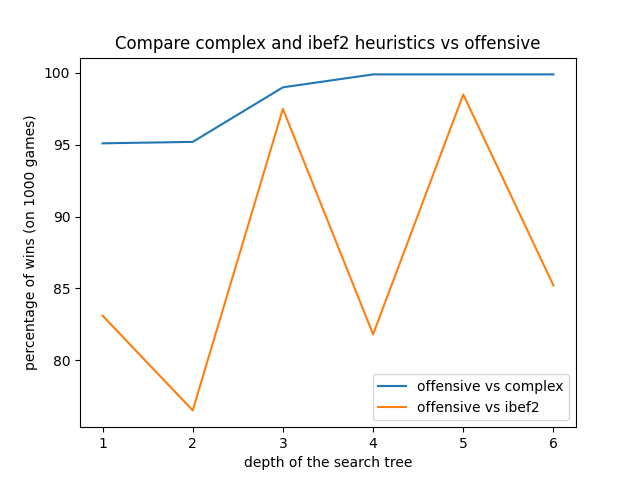 Compare complex and ibef2 heuristics vs offensive
percentage of wins (on 1000 games)
100
95
90
85
80
offensive vs complex
offensive vs ibef2
1 2 3 4 5 6
depth of the search tree